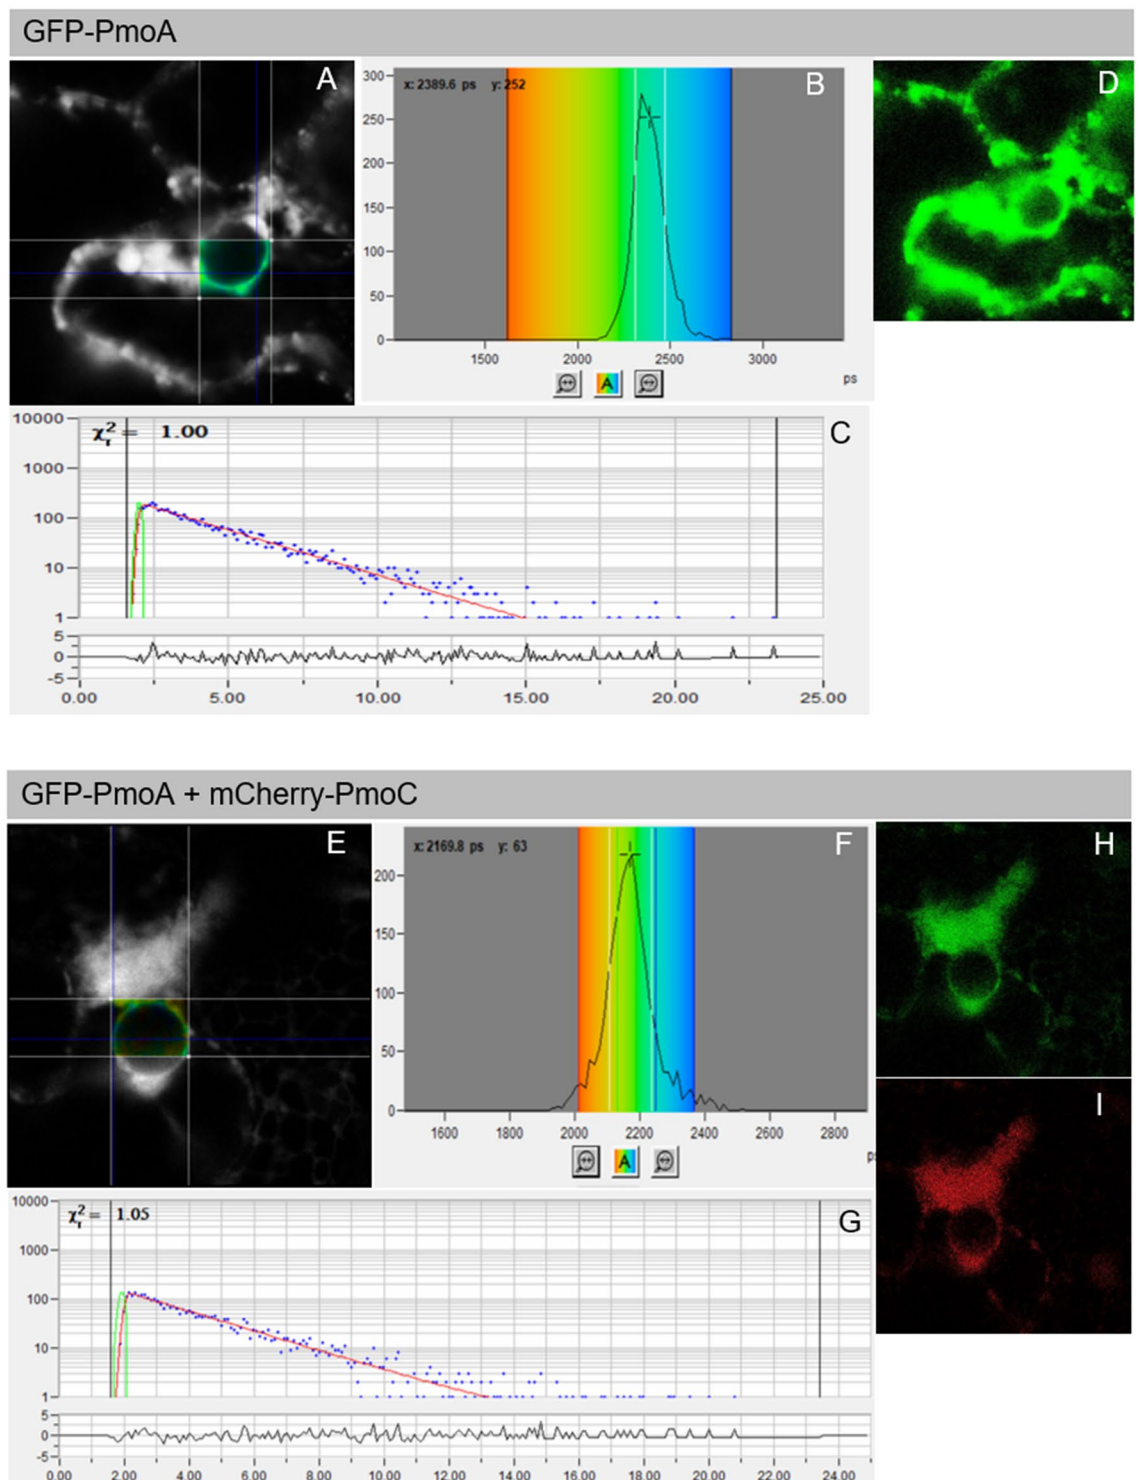 GFP-PmoA
A
x: 2389.6 ps y: 252
B
300
250
200
150
100
50
0
1500 2000 2500 3000
A
ps
D
10000
1000
100
10
1
χr² = 1.00
C
5
0
-5
0.00 5.00 10.00 15.00 20.00 25.00
GFP-PmoA + mCherry-PmoC
E
x: 2169.8 ps y: 63
F
200
150
100
50
0
1600 1800 2000 2200 2400 2600 2800
A
ps
H
I
10000
1000
100
10
1
χr² = 1.05
G
5
0
-5
0.00 2.00 4.00 6.00 8.00 10.00 12.00 14.00 16.00 18.00 20.00 22.00 24.00